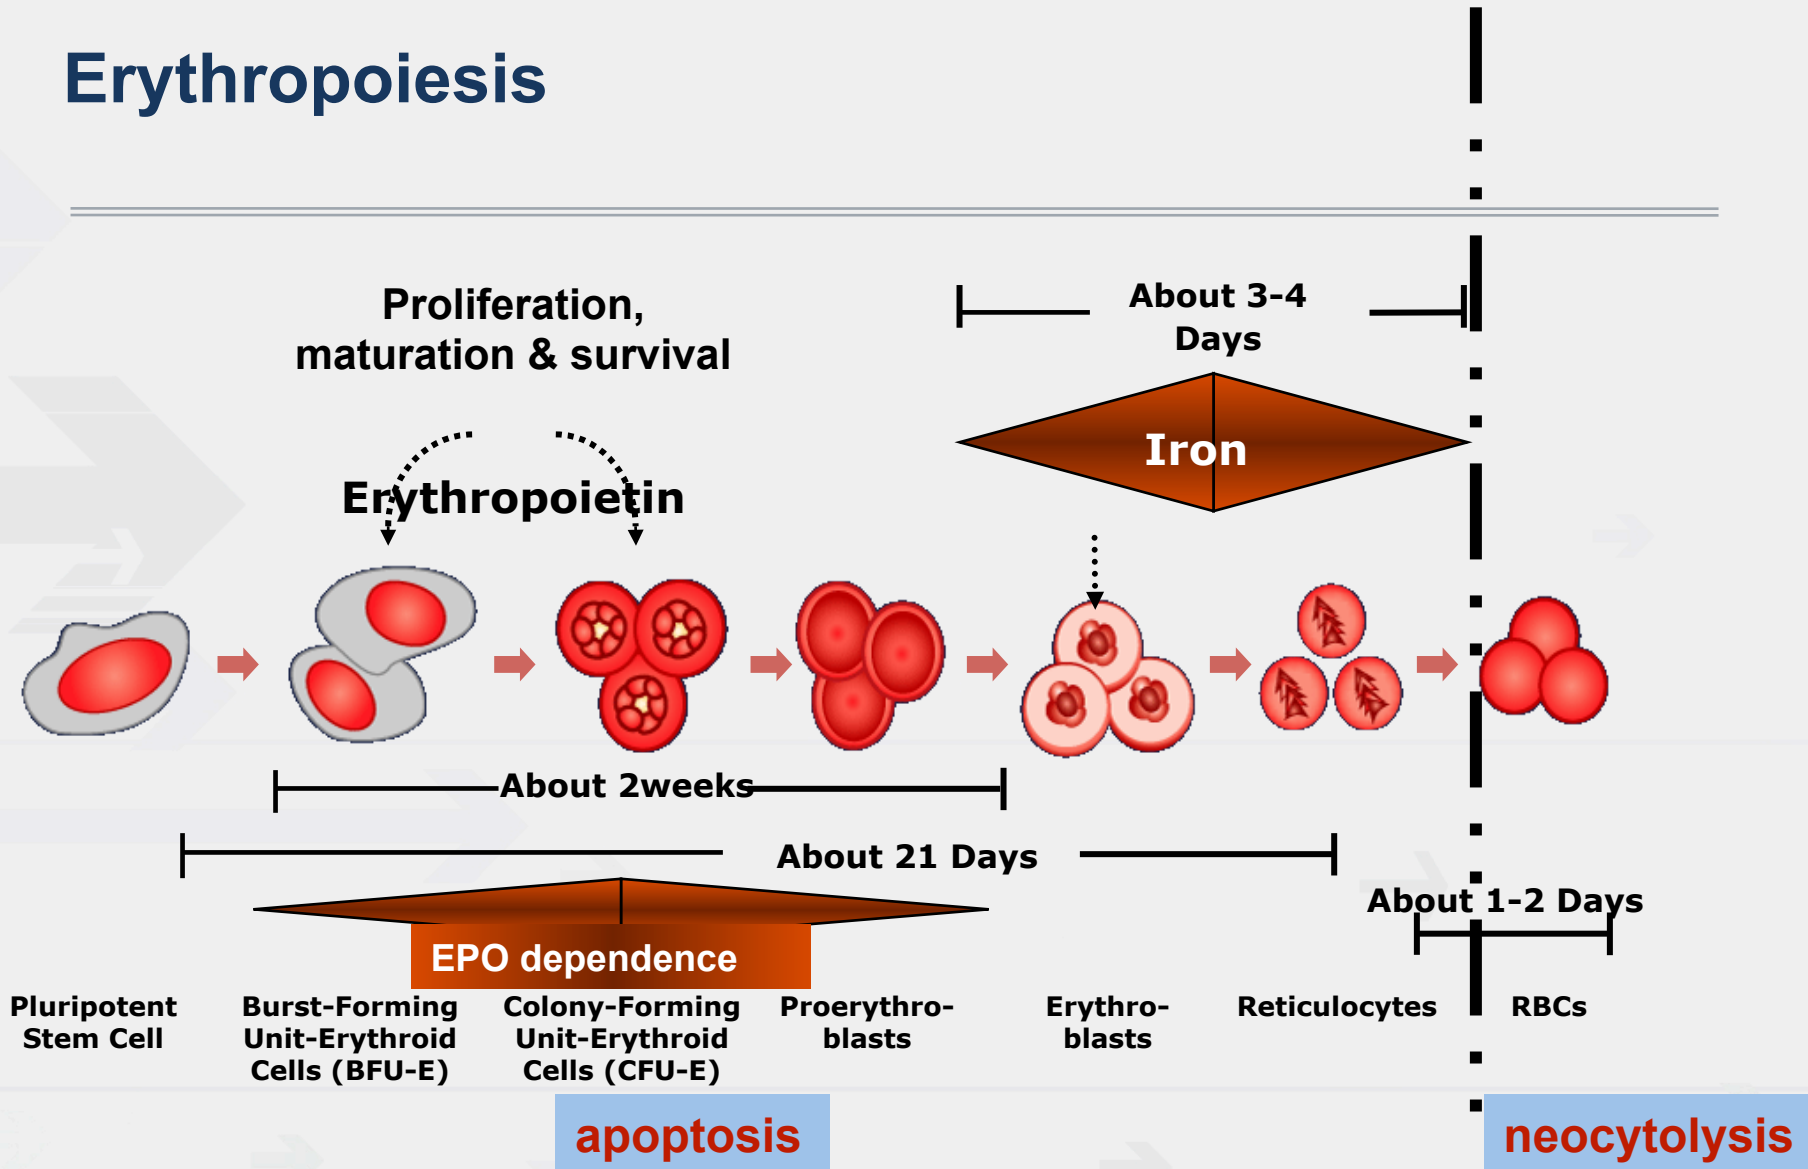 Erythropoiesis
Proliferation,
maturation & survival
About 3-4
Days
Iron
Erythropoietin
About 2weeks
About 21 Days
About 1-2 Days
EPO dependence
Pluripotent
Stem Cell
Burst-Forming
Unit-Erythroid
Cells (BFU-E)
Colony-Forming
Unit-Erythroid
Cells (CFU-E)
Proerythro-
blasts
Erythro-
blasts
Reticulocytes
RBCs
apoptosis
neocytolysis